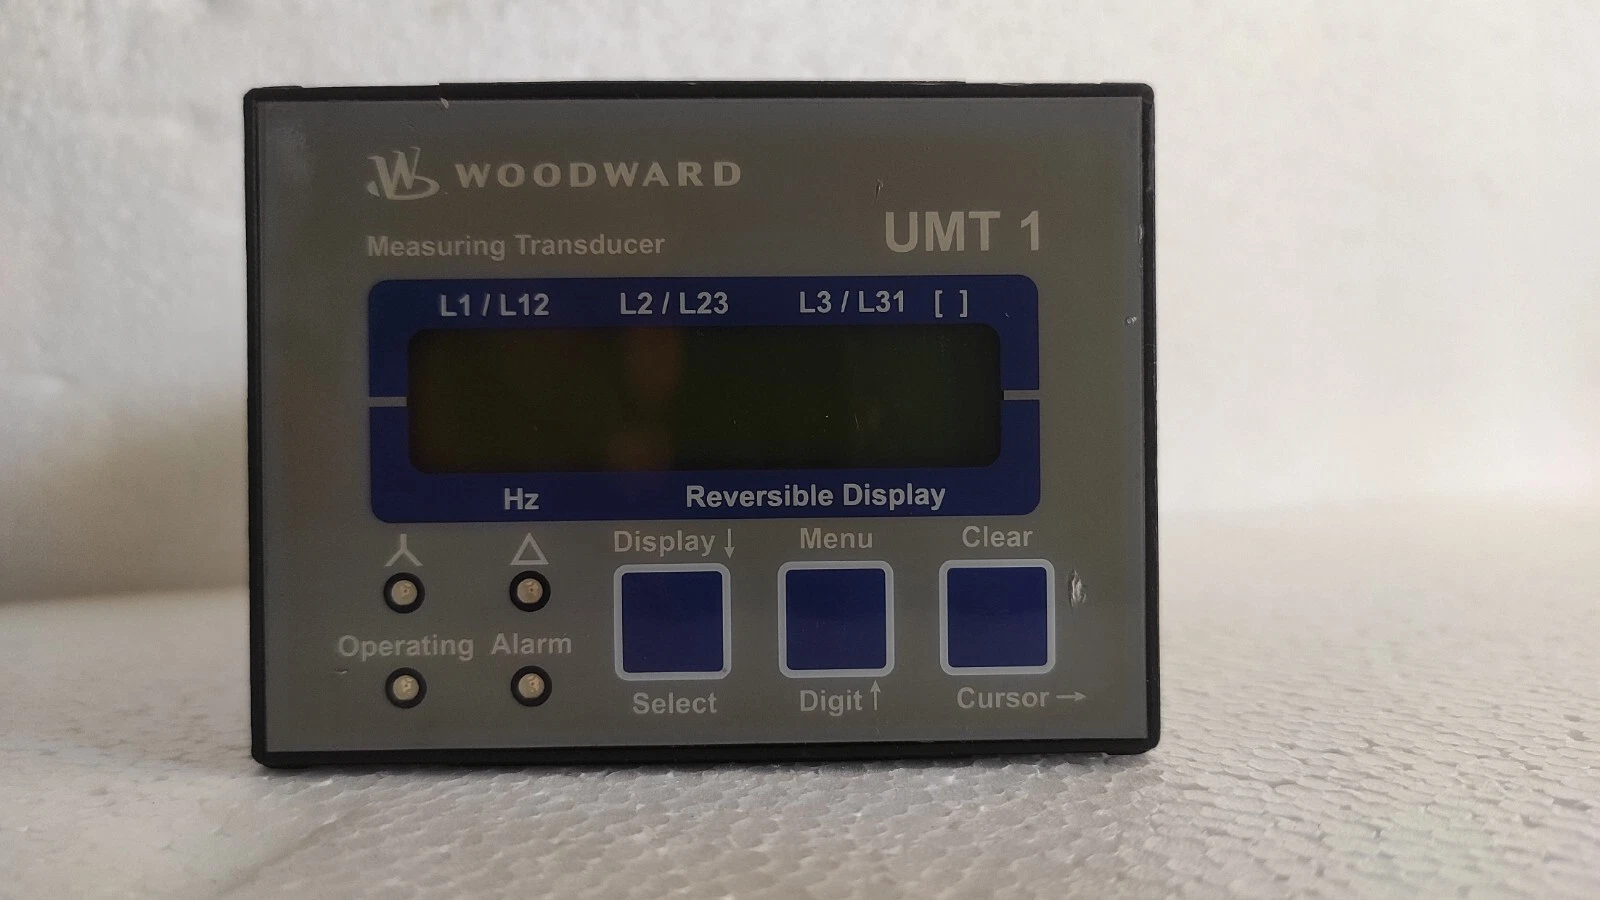 WOODWARD
UMT 1
Measuring Transducer
L1 / L12 L2 / L23 L3 / L31 [ ]
Hz Reversible Display
Display ↓ Menu Clear
Operating Alarm
Select Digit ↑ Cursor →